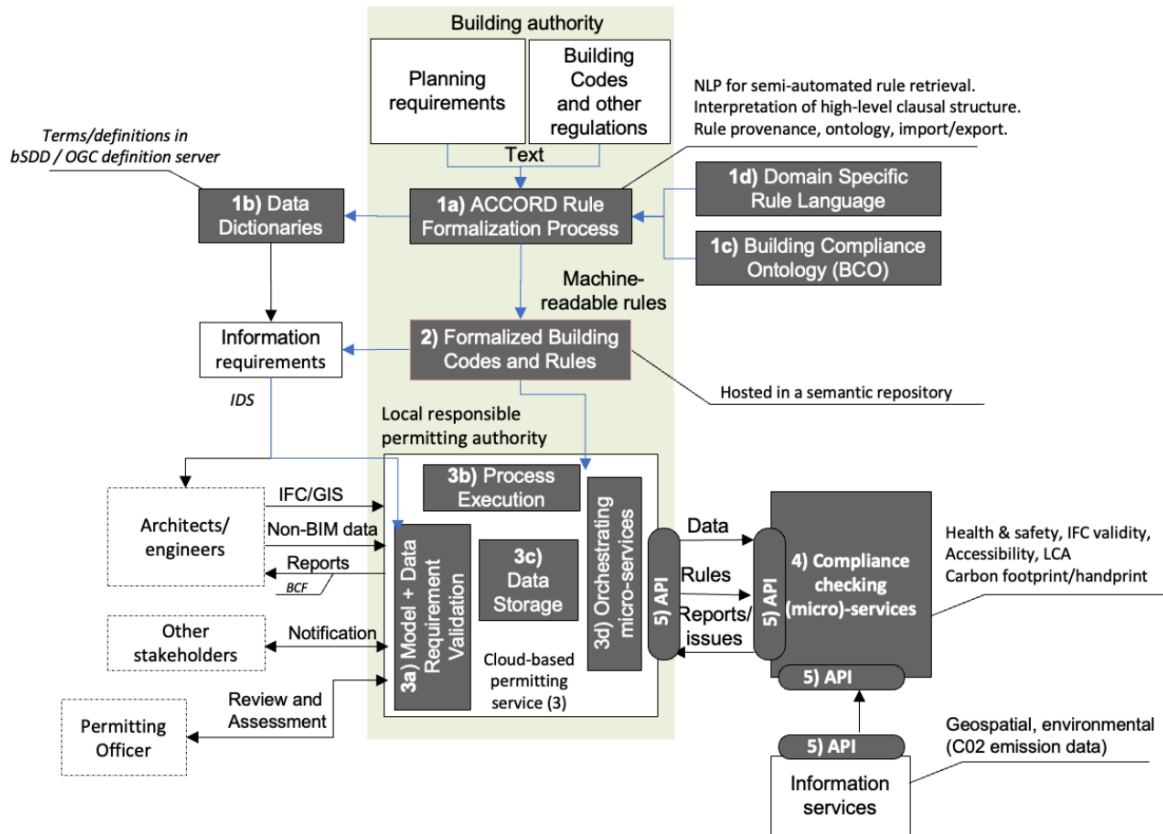 Building authority
Planning
requirements
Building
Codes
and other
regulations
NLP for semi-automated rule retrieval.
Interpretation of high-level clausal structure.
Rule provenance, ontology, import/export.
Terms/definitions in
bSDD / OGC definition server
Text
1b) Data
Dictionaries
1a) ACCORD Rule
Formalization Process
1d) Domain Specific
Rule Language
1c) Building Compliance
Ontology (BCO)
Machine-
readable rules
Information
requirements
2) Formalized Building
Codes and Rules
Hosted in a semantic repository
IDS
Local responsible
permitting authority
3b) Process
Execution
Architects/
engineers
IFC/GIS
Non-BIM data
Reports
BCF
3a) Model + Data
Requirement
Validation
3c)
Data
Storage
3d) Orchestrating
micro-services
5) API
Data
Rules
Reports/
issues
5) API
4) Compliance
checking
(micro)-services
Health & safety, IFC validity,
Accessibility, LCA
Carbon footprint/handprint
Other
stakeholders
Notification
Cloud-based
permitting
service (3)
5) API
Permitting
Officer
Review and
Assessment
5) API
Geospatial, environmental
(C02 emission data)
Information
services